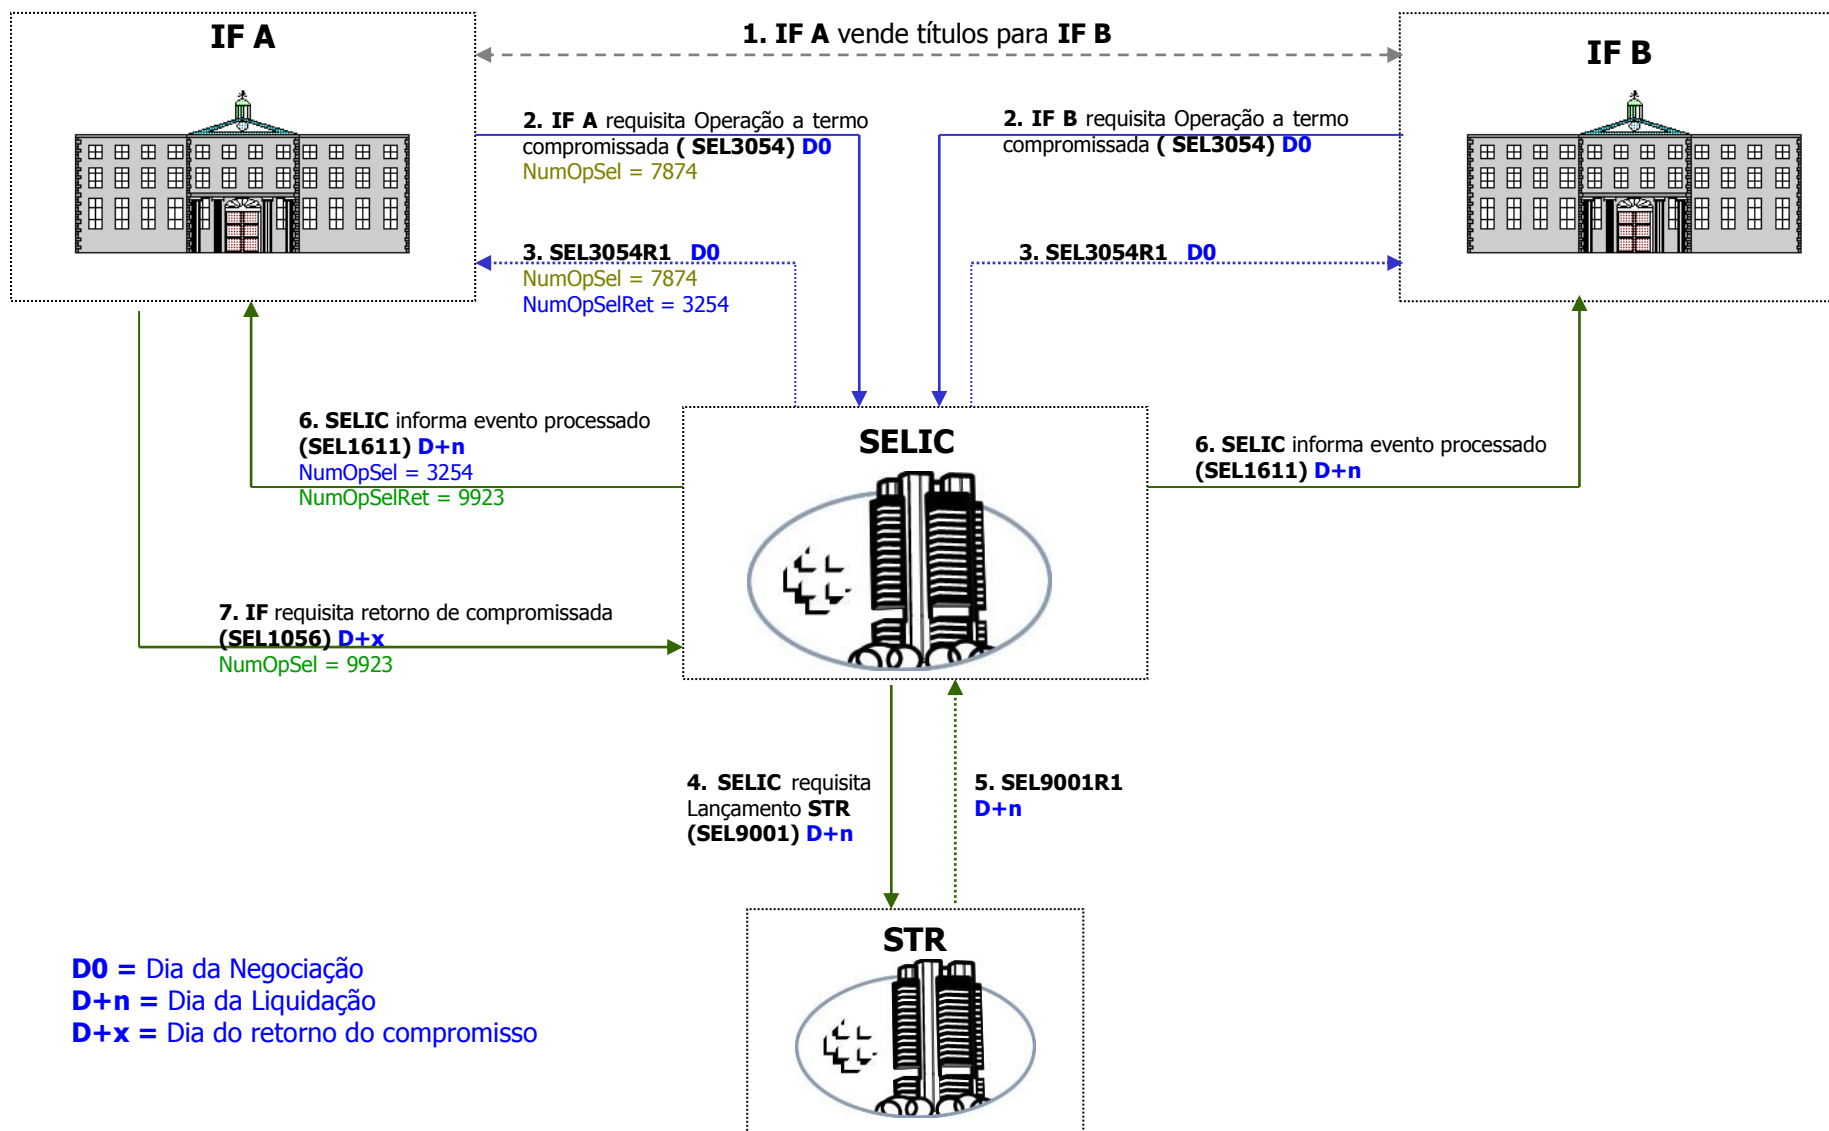 IF A
1. IF A vende títulos para IF B
IF B
2. IF A requisita Operação a termo
compromissada ( SEL3054) D0
NumOpSel = 7874
2. IF B requisita Operação a termo
compromissada ( SEL3054) D0
3. SEL3054R1 D0
NumOpSel = 7874
NumOpSelRet = 3254
3. SEL3054R1 D0
6. SELIC informa evento processado
(SEL1611) D+n
NumOpSel = 3254
NumOpSelRet = 9923
SELIC
6. SELIC informa evento processado
(SEL1611) D+n
7. IF requisita retorno de compromissada
(SEL1056) D+x
NumOpSel = 9923
4. SELIC requisita
Lançamento STR
(SEL9001) D+n
5. SEL9001R1
D+n
STR
D0 = Dia da Negociação
D+n = Dia da Liquidação
D+x = Dia do retorno do compromisso